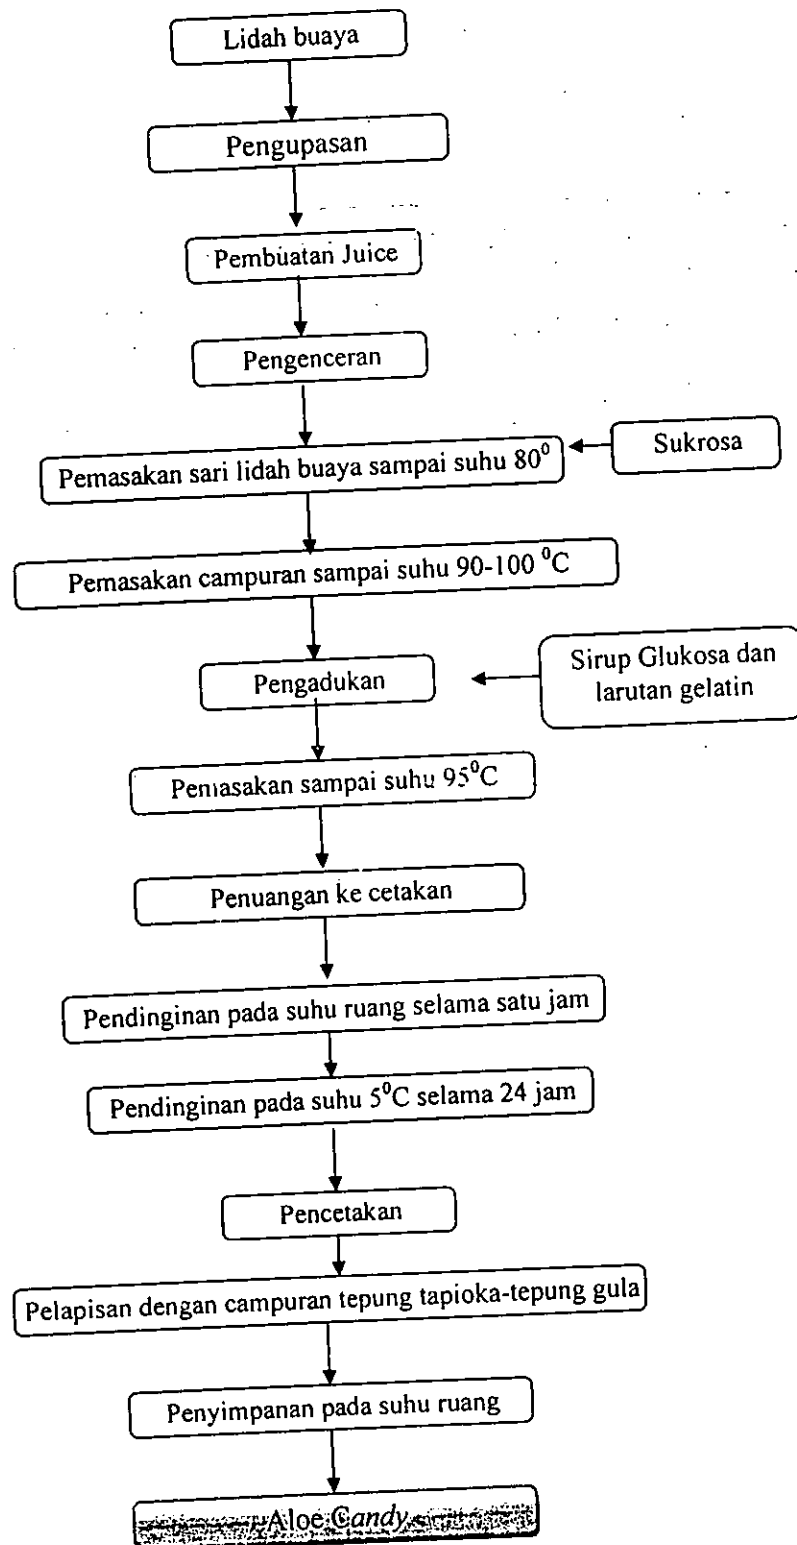 Lidah buaya
Pengupasan
Pembuatan Juice
Pengenceran
Pemasakan sari lidah buaya sampai suhu 80⁰
Sukrosa
Pemasakan campuran sampai suhu 90-100 ⁰C
Pengadukan
Sirup Glukosa dan
larutan gelatin
Pemasakan sampai suhu 95⁰C
Penuangan ke cetakan
Pendinginan pada suhu ruang selama satu jam
Pendinginan pada suhu 5⁰C selama 24 jam
Pencetakan
Pelapisan dengan campuran tepung tapioka-tepung gula
Penyimpanan pada suhu ruang
Aloe Candy